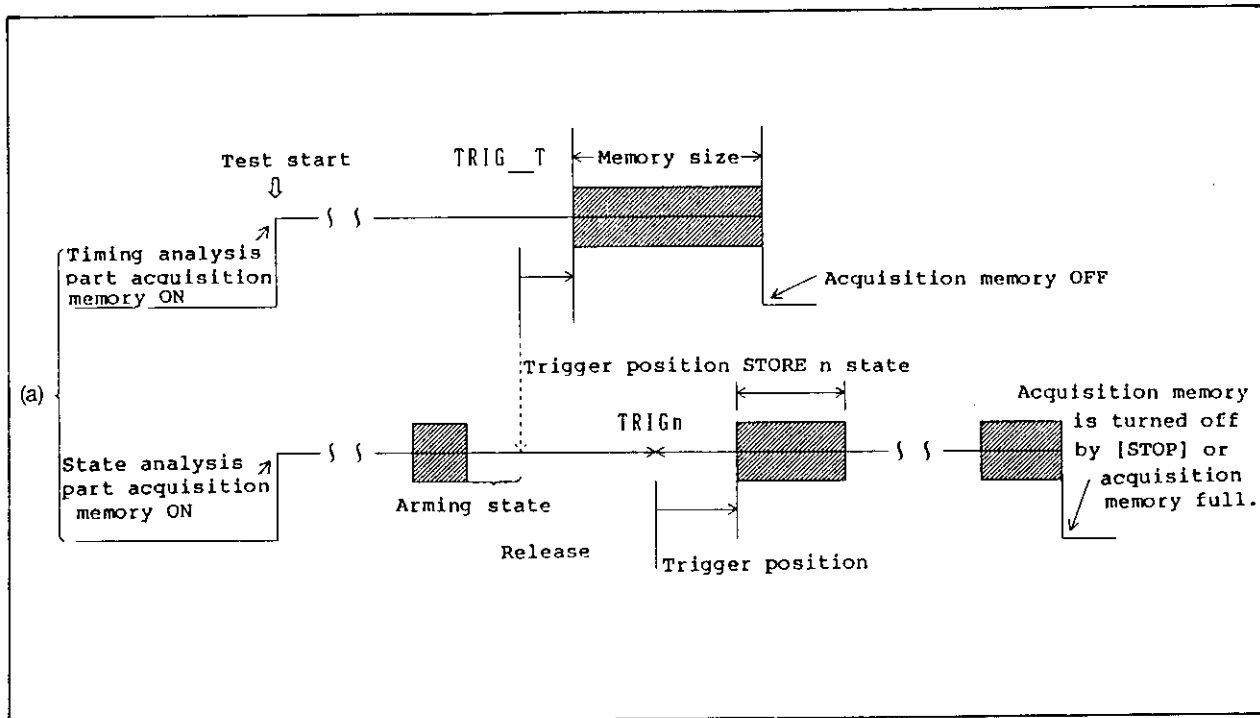 Test start
TRIG__T
Memory size
Timing analysis
part acquisition
memory ON
Acquisition memory OFF
(a)
Trigger position STORE n state
TRIGn
State analysis
part acquisition
memory ON
Arming state
Release
Trigger position
Acquisition memory
is turned off
by [STOP] or
acquisition
memory full.